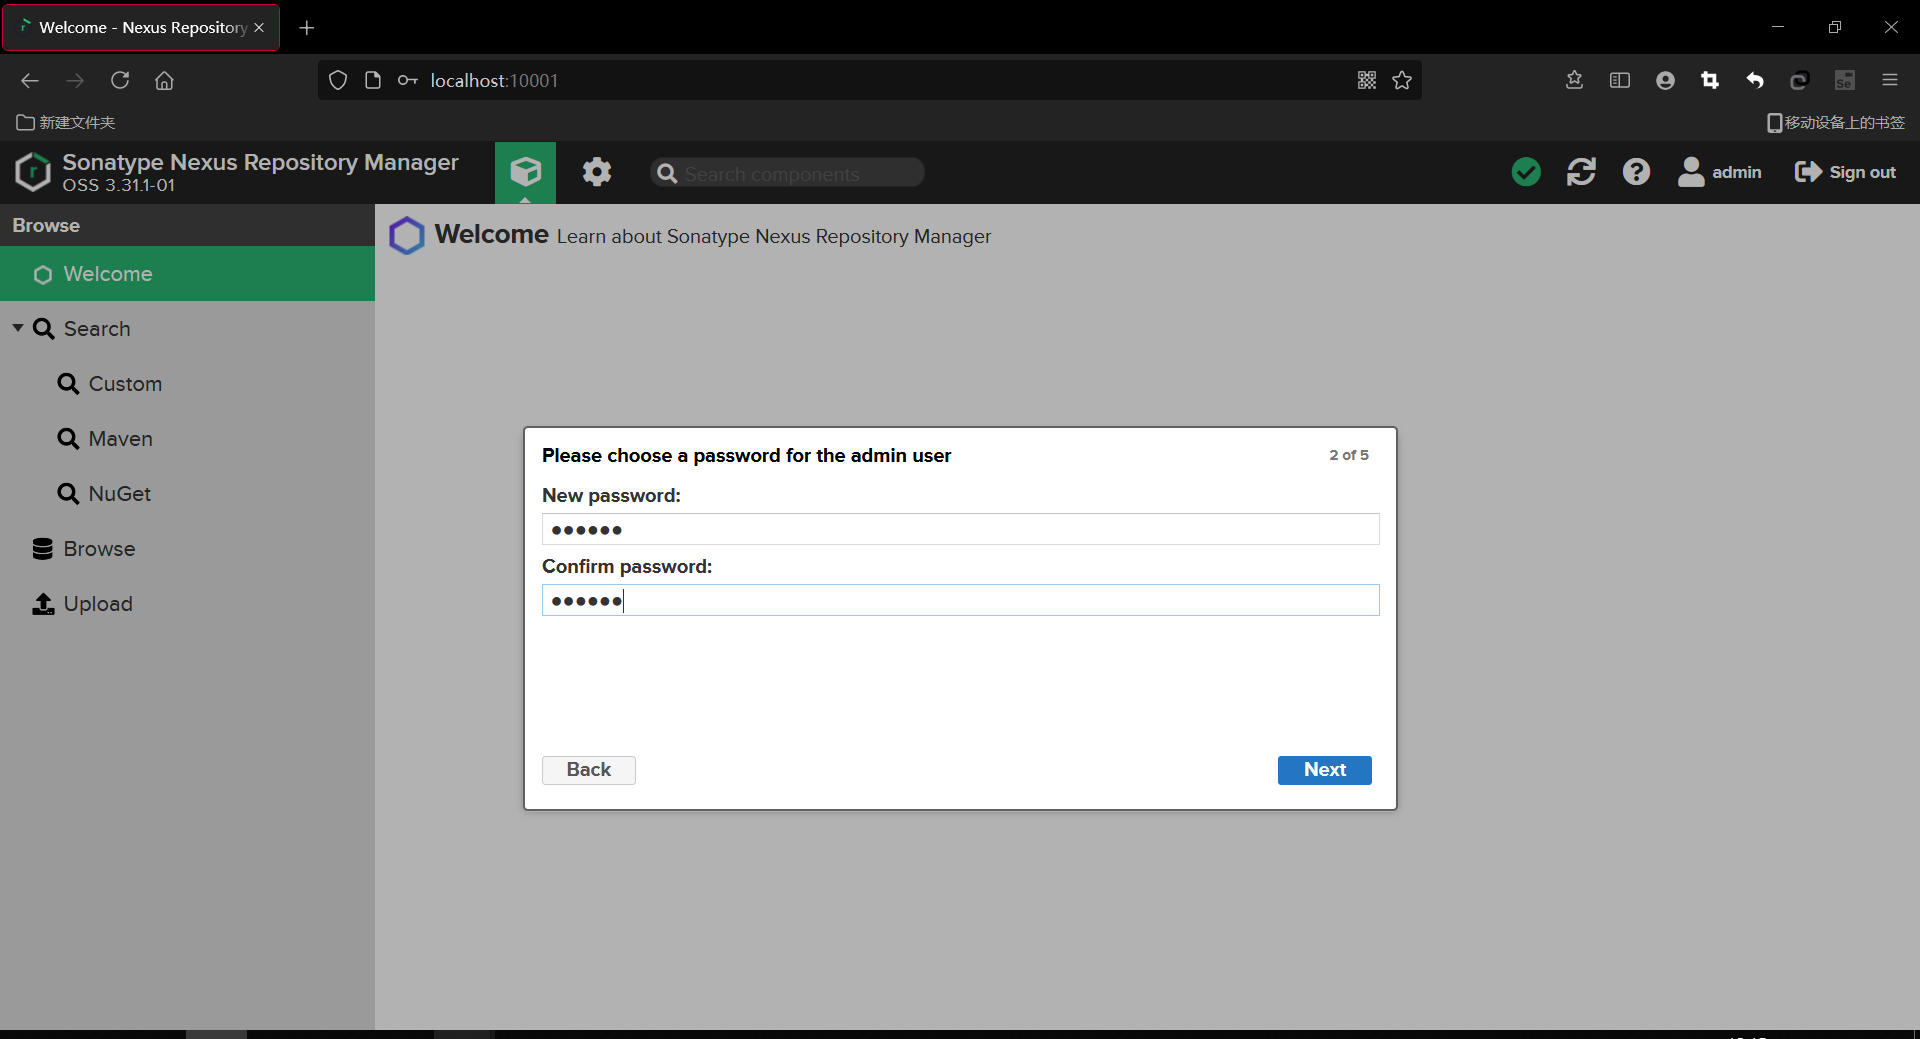 Welcome - Nexus Repository
localhost:10001
新建文件夹
移动设备上的书签
Sonatype Nexus Repository Manager
OSS 3.31.1-01
Search components
admin
Sign out
Browse
Welcome
Search
Custom
Maven
NuGet
Browse
Upload
Welcome Learn about Sonatype Nexus Repository Manager
Please choose a password for the admin user
2 of 5
New password:
●●●●●●
Confirm password:
●●●●●●
Back
Next